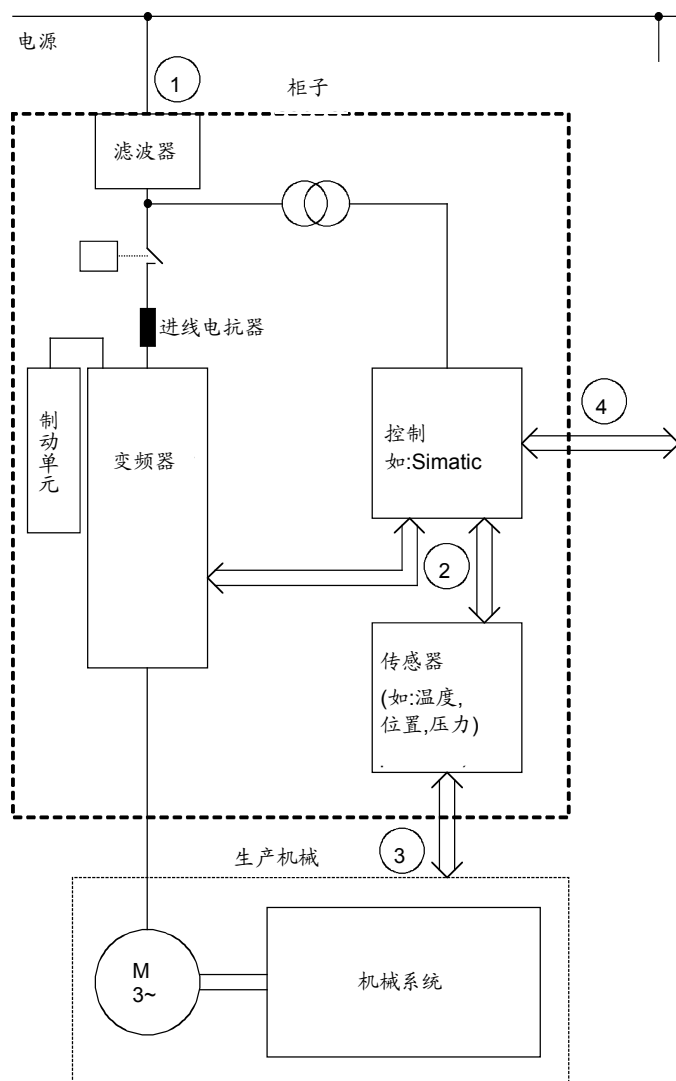 电源
1
柜子
滤波器
进线电抗器
制
动
单
元
变频器
控制
如:Simatic
4
2
传感器
(如:温度,
位置,压力)
生产机械
3
M
3~
机械系统